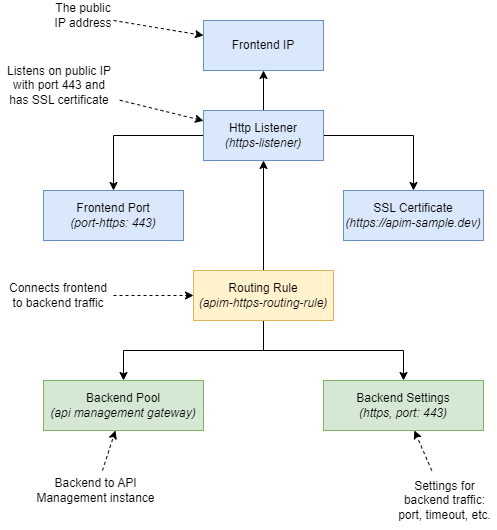 The public
IP address
Frontend IP
Listens on public IP
with port 443 and
has SSL certificate
Http Listener
(https-listener)
Frontend Port
(port-https: 443)
SSL Certificate
(https://apim-sample.dev)
Connects frontend
to backend traffic
Routing Rule
(apim-https-routing-rule)
Backend Pool
(api management gateway)
Backend Settings
(https, port: 443)
Backend to API
Management instance
Settings for
backend traffic:
port, timeout, etc.